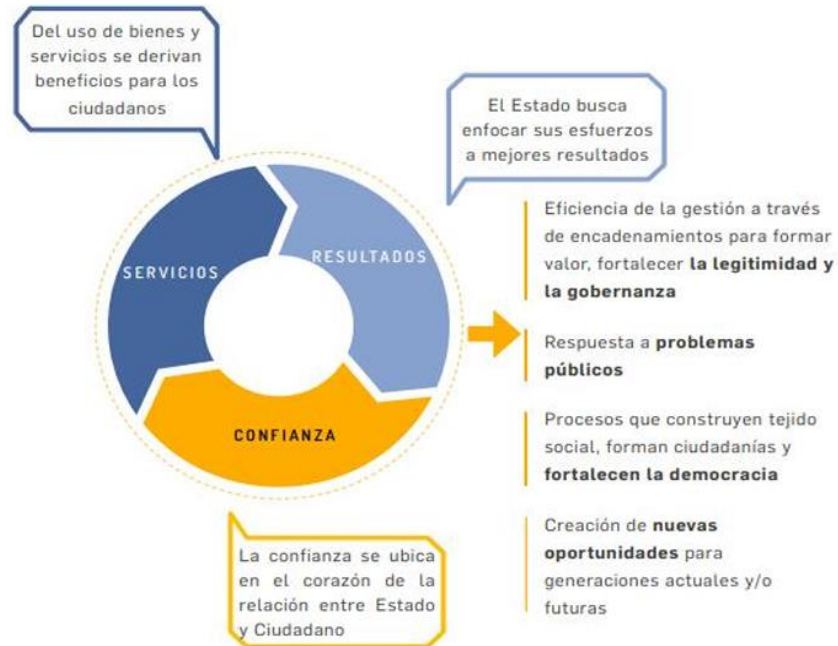 Del uso de bienes y
servicios se derivan
beneficios para los
ciudadanos
El Estado busca
enfocar sus esfuerzos
a mejores resultados
SERVICIOS
RESULTADOS
CONFIANZA
Eficiencia de la gestión a través
de encadenamientos para formar
valor, fortalecer la legitimidad y
la gobernanza
Respuesta a problemas
públicos
Procesos que construyen tejido
social, forman ciudadanías y
fortalecen la democracia
Creación de nuevas
oportunidades para
generaciones actuales y/o
futuras
La confianza se ubica
en el corazón de la
relación entre Estado
y Ciudadano